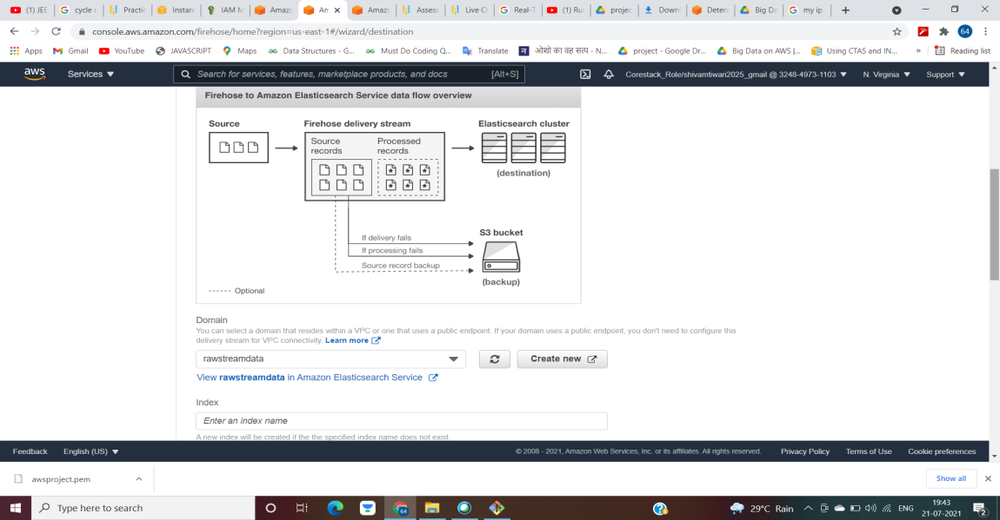 (1) JEE
cycle r
Practic
Instan
IAM M
Amazo
An
Amazo
Assess
Live Cl
Real-T
(1) Ru
projec
Downl
Determ
Big Da
my ip
console.aws.amazon.com/firehose/home?region=us-east-1#/wizard/destination
64
Apps
Gmail
YouTube
JAVASCRIPT
Maps
Data Structures - G...
Must Do Coding Q...
Translate
ओशो का वह सत्य - N...
project - Google Dr...
Big Data on AWS |...
Using CTAS and IN...
»
Reading list
aws
Services
Search for services, features, marketplace products, and docs
[Alt+S]
Corestack_Role/shivamtiwari2025_gmail @ 3248-4973-1103
N. Virginia
Support
Firehose to Amazon Elasticsearch Service data flow overview
Source
Firehose delivery stream
Elasticsearch cluster
Source
records
Processed
records
(destination)
If delivery fails
If processing fails
Source record backup
S3 bucket
(backup)
Optional
Domain
You can select a domain that resides within a VPC or one that uses a public endpoint. If your domain uses a public endpoint, you don't need to configure this
delivery stream for VPC connectivity. Learn more
rawstreamdata
Create new
View rawstreamdata in Amazon Elasticsearch Service
Index
Enter an index name
A new index will be created if the the specified index name does not exist.
Feedback
English (US)
© 2008 - 2021, Amazon Web Services, Inc. or its affiliates. All rights reserved.
Privacy Policy
Terms of Use
Cookie preferences
awsproject.pem
Show all
Type here to search
64
29°C Rain
ENG
19:43
21-07-2021
2